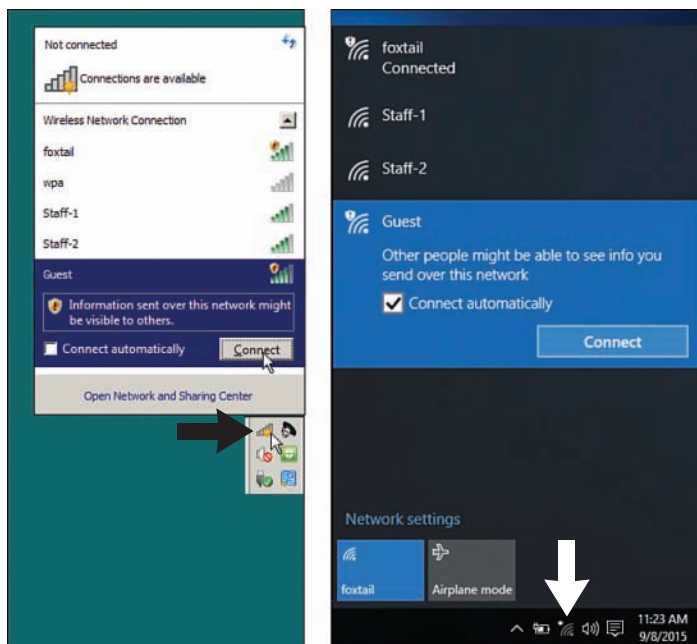 Not connected
Connections are available
Wireless Network Connection
foxtail
wpa
Staff-1
Staff-2
Guest
Information sent over this network might
be visible to others.
Connect automatically
Connect
Open Network and Sharing Center
foxtail
Connected
Staff-1
Staff-2
Guest
Other people might be able to see info you
send over this network
Connect automatically
Connect
Network settings
foxtail
Airplane mode
11:23 AM
9/8/2015